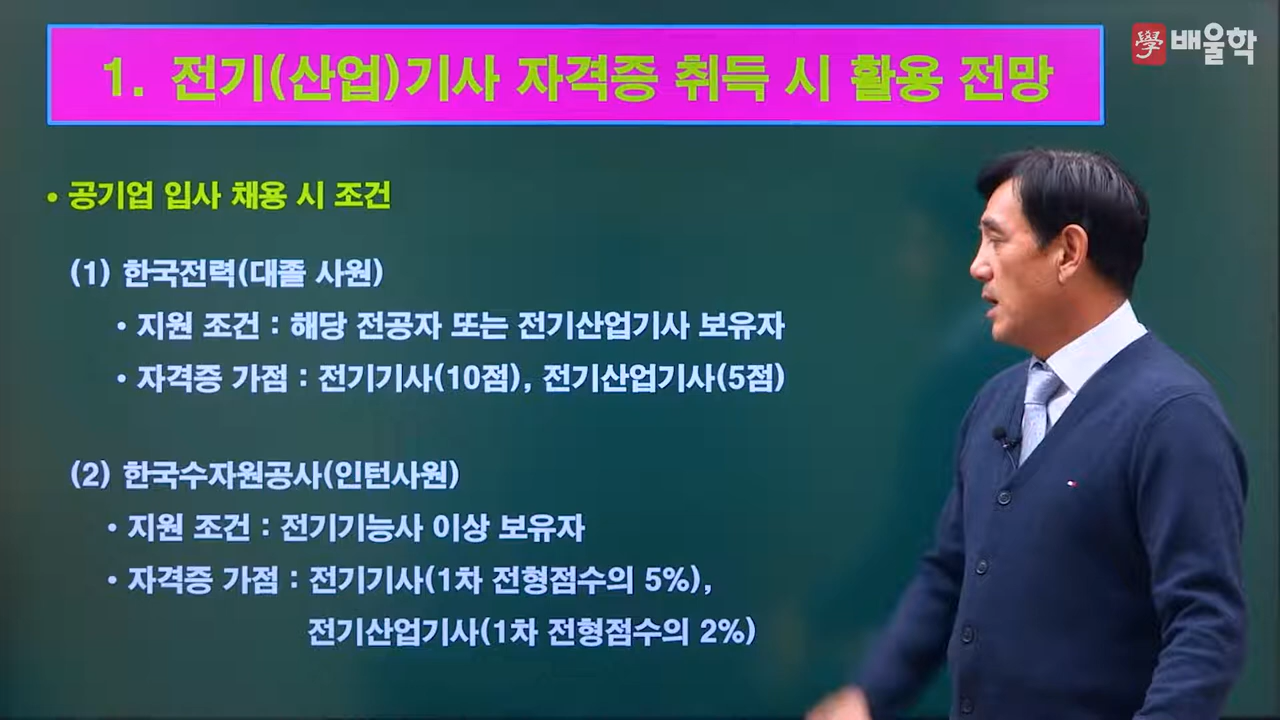 1. 전기(산업)기사 자격증 취득 시 활용 전망
學 배울학
• 공기업 입사 채용 시 조건
(1) 한국전력(대졸 사원)
• 지원 조건 : 해당 전공자 또는 전기산업기사 보유자
• 자격증 가점 : 전기기사(10점), 전기산업기사(5점)
(2) 한국수자원공사(인턴사원)
• 지원 조건 : 전기기능사 이상 보유자
• 자격증 가점 : 전기기사(1차 전형점수의 5%),
전기산업기사(1차 전형점수의 2%)